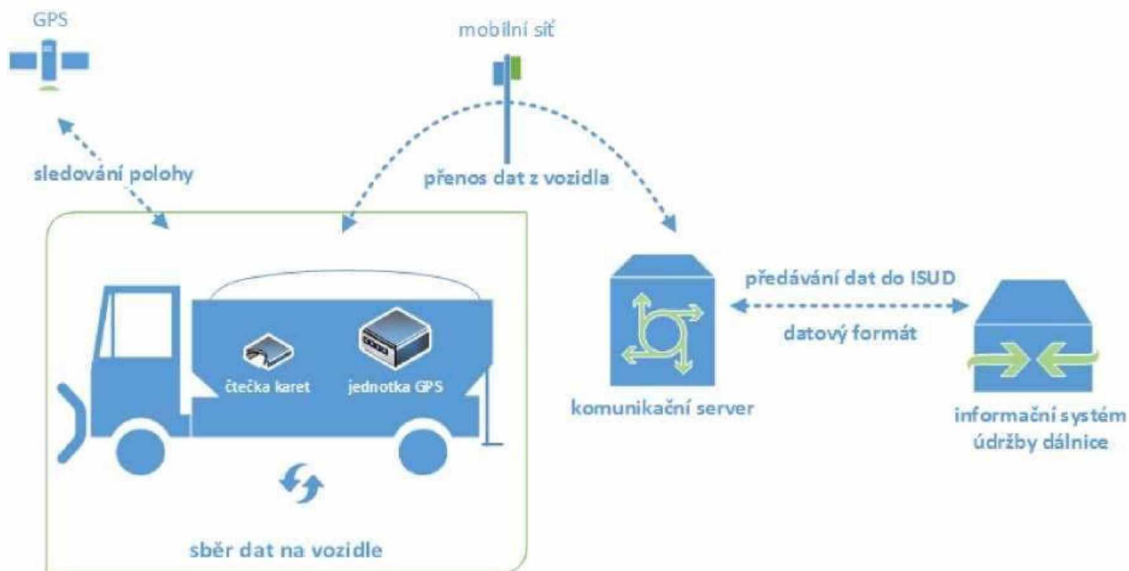 GPS
mobilní síť
sledování polohy
přenos dat z vozidla
předávání dat do ISUD
datový formát
čtečka karet
jednotka GPS
komunikační server
informační systém
údržby dálnice
sběr dat na vozidle